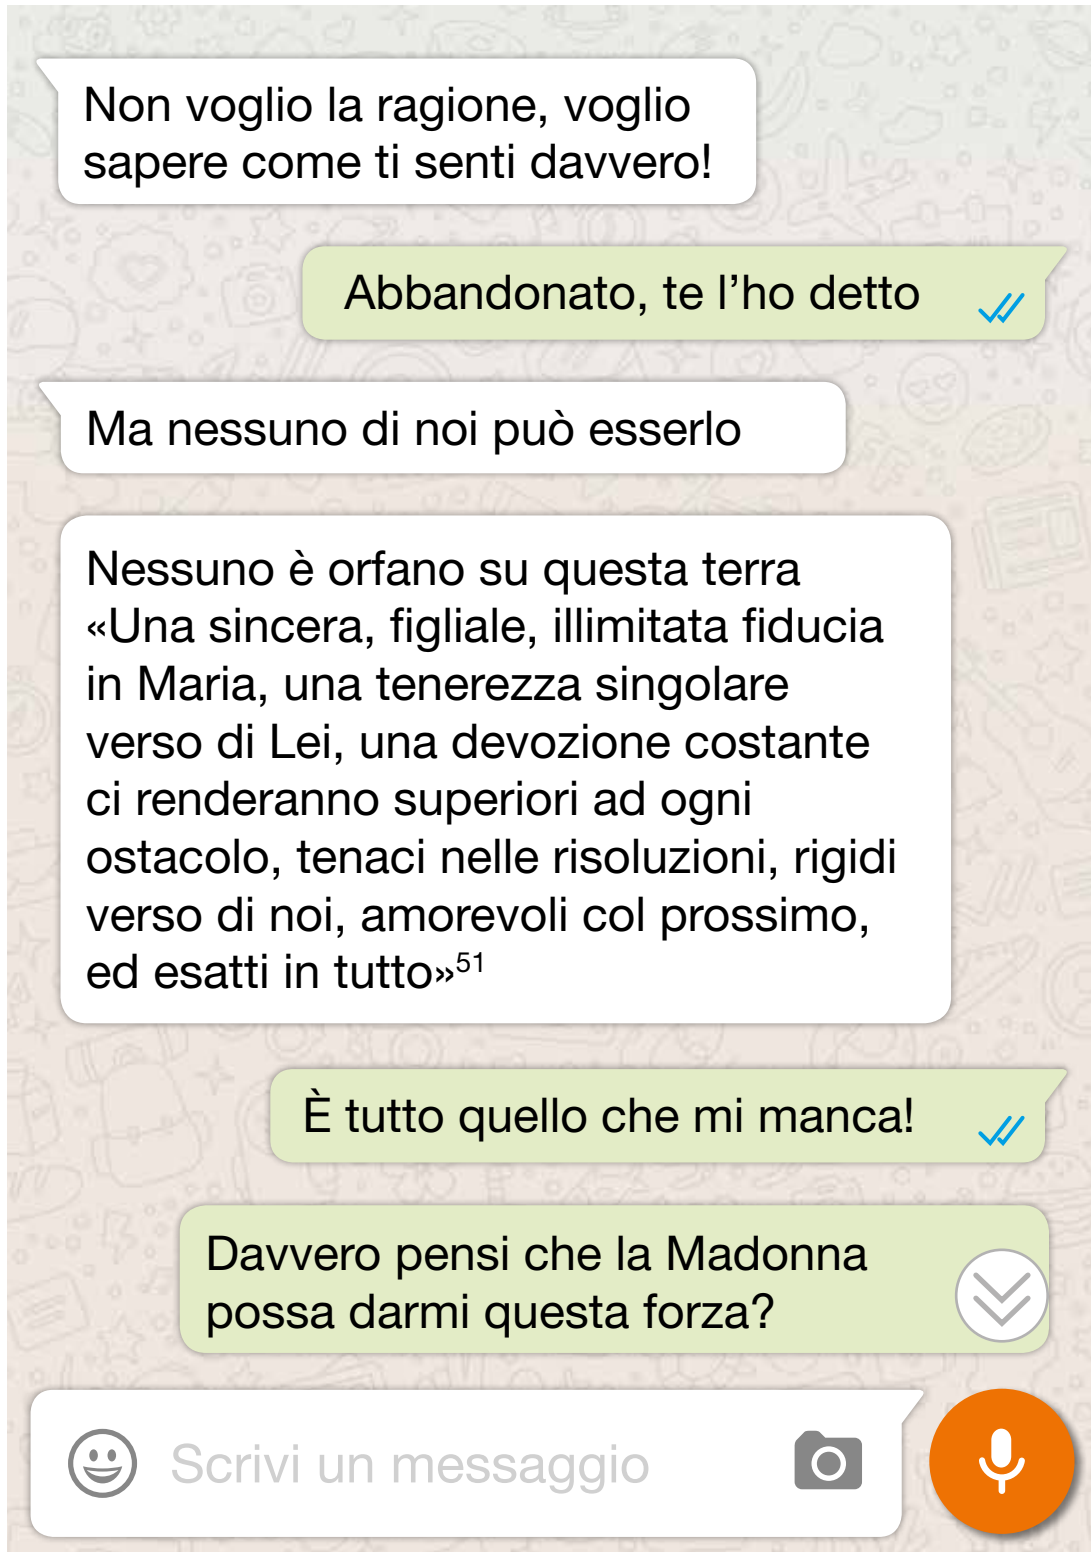 Non voglio la ragione, voglio
sapere come ti senti davvero!
Abbandonato, te l’ho detto
Ma nessuno di noi può esserlo
Nessuno è orfano su questa terra
«Una sincera, figliale, illimitata fiducia
in Maria, una tenerezza singolare
verso di Lei, una devozione costante
ci renderanno superiori ad ogni
ostacolo, tenaci nelle risoluzioni, rigidi
verso di noi, amorevoli col prossimo,
ed esatti in tutto»⁵¹
È tutto quello che mi manca!
Davvero pensi che la Madonna
possa darmi questa forza?
Scrivi un messaggio